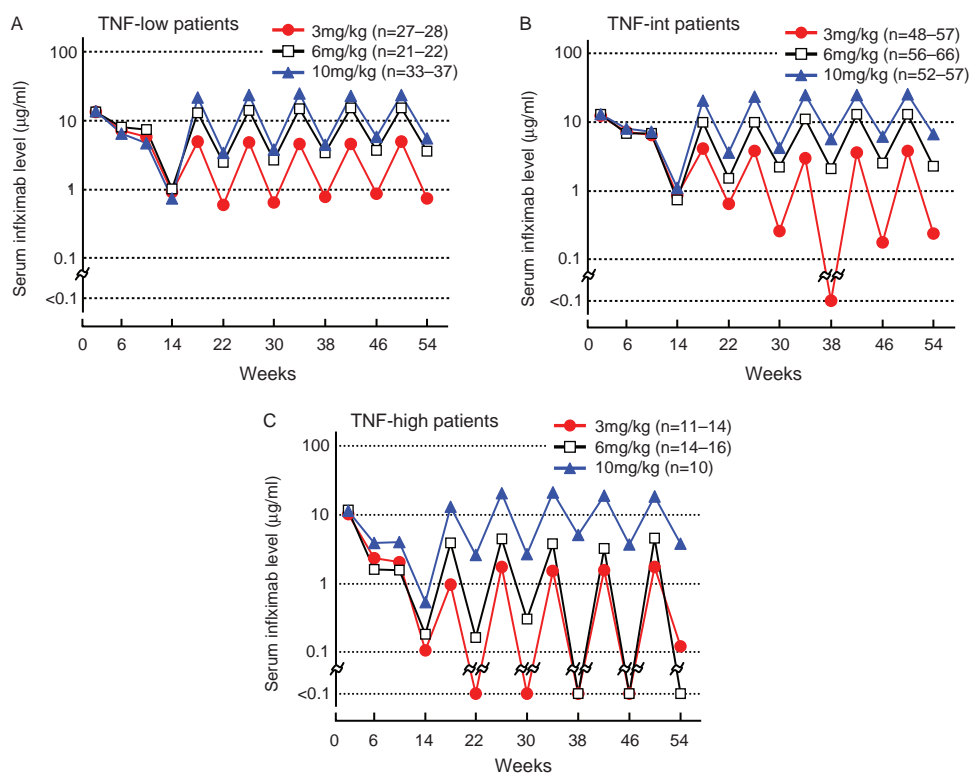 A
TNF-low patients
3mg/kg (n=27–28)
6mg/kg (n=21–22)
10mg/kg (n=33–37)
100
10
1
0.1
<0.1
Serum inflximab level (μg/ml)
0 6 14 22 30 38 46 54
Weeks
B
TNF-int patients
3mg/kg (n=48–57)
6mg/kg (n=56–66)
10mg/kg (n=52–57)
100
10
1
0.1
<0.1
Serum inflximab level (μg/ml)
0 6 14 22 30 38 46 54
Weeks
C
TNF-high patients
3mg/kg (n=11–14)
6mg/kg (n=14–16)
10mg/kg (n=10)
100
10
1
0.1
<0.1
Serum inflximab level (μg/ml)
0 6 14 22 30 38 46 54
Weeks